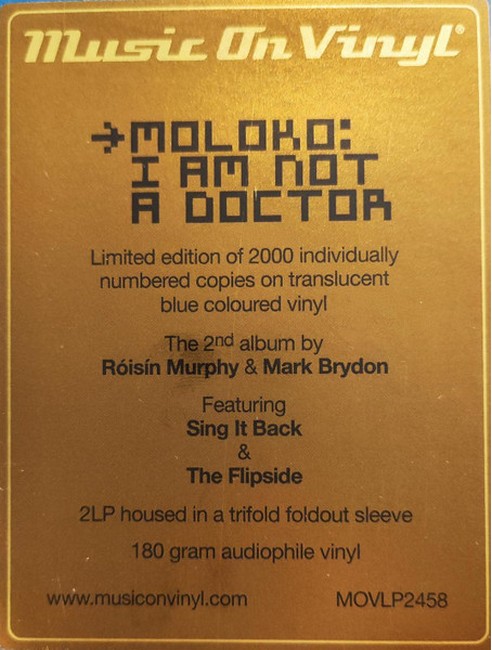 Music On Vinyl®
→MOLOKO:
I AM NOT
A DOCTOR
Limited edition of 2000 individually
numbered copies on translucent
blue coloured vinyl
The 2nd album by
Róisín Murphy & Mark Brydon
Featuring
Sing It Back
&
The Flipside
2LP housed in a trifold foldout sleeve
180 gram audiophile vinyl
www.musiconvinyl.com MOVLP2458